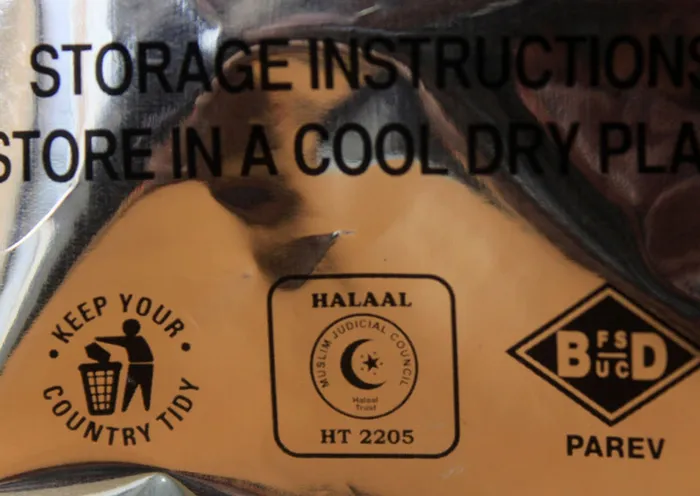 STORAGE INSTRUCTIONS
STORE IN A COOL DRY PLA
KEEP YOUR
COUNTRY TIDY
HALAAL
MUSLIM JUDICIAL COUNCIL
Halaal
Trust
HT 2205
B FS D
UC
PAREV